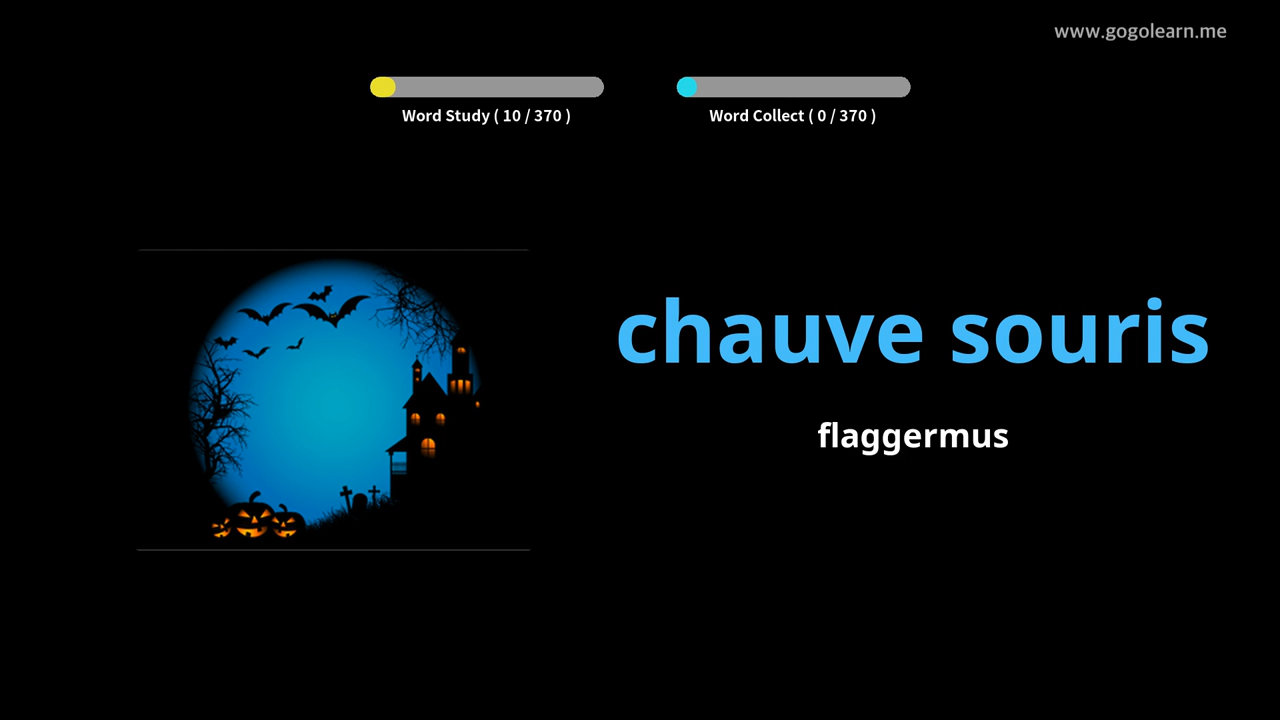 www.gogolearn.me
Word Study ( 10 / 370 )
Word Collect ( 0 / 370 )
chauve souris
flaggermus